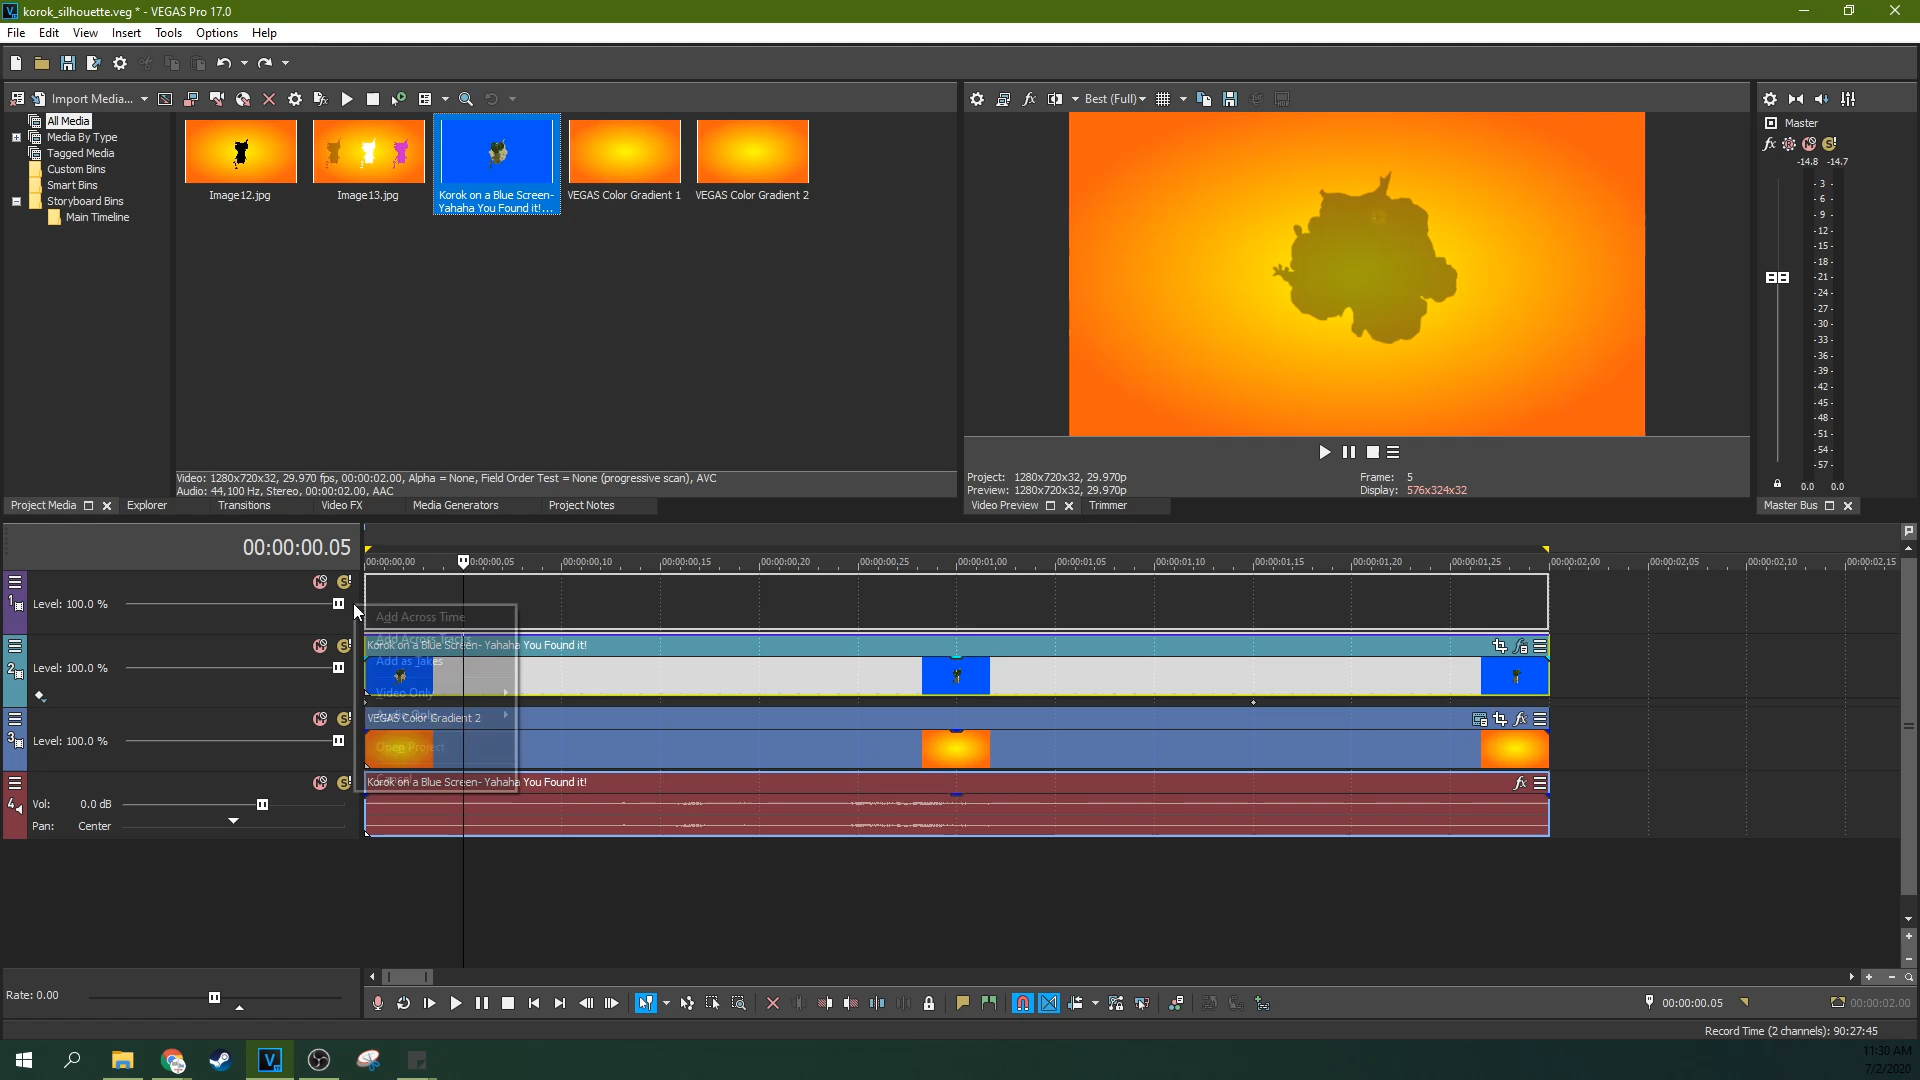 korok_silhouette.veg * - VEGAS Pro 17.0
File Edit View Insert Tools Options Help
Import Media...
Best (Full)
All Media
Media By Type
Tagged Media
Custom Bins
Smart Bins
Storyboard Bins
Main Timeline
Image12.jpg
Image13.jpg
Korok on a Blue Screen-
Yahaha You Found it!...
VEGAS Color Gradient 1
VEGAS Color Gradient 2
Master
-14.8 -14.7
- 3 -
- 6 -
- 9 -
-12-
-15-
-18-
-21-
-24-
-27-
-30-
-33-
-36-
-39-
-42-
-45-
-48-
-51-
-54-
-57-
0.0 0.0
Video: 1280x720x32, 29.970 fps, 00:00:02.00, Alpha = None, Field Order Test = None (progressive scan), AVC
Audio: 44,100 Hz, Stereo, 00:00:02.00, AAC
Project: 1280x720x32, 29.970p
Preview: 1280x720x32, 29.970p
Frame: 5
Display: 576x324x32
Project Media Explorer Transitions Video FX Media Generators Project Notes
Video Preview Trimmer
Master Bus
00:00:00.05
00:00:00.00 0:00:00.05 00:00:00.10 00:00:00.15 00:00:00.20 00:00:00.25 00:00:01.00 00:00:01.05 00:00:01.10 00:00:01.15 00:00:01.20 00:00:01.25 00:00:02.00 00:00:02.05 00:00:02.10 00:00:02.15
1 Level: 100.0 %
Add Across Time
Add Across Tracks
Korok on a Blue Screen- Yahaha You Found it!
2 Level: 100.0 %
Add as Takes
Video Only
Audio Only
VEGAS Color Gradient 2
3 Level: 100.0 %
Open Project
Cancel
Korok on a Blue Screen- Yahaha You Found it!
4 Vol: 0.0 dB
Pan: Center
Rate: 0.00
00:00:00.05
00:00:02.00
Record Time (2 channels): 90:27:45
11:30 AM
7/2/2020